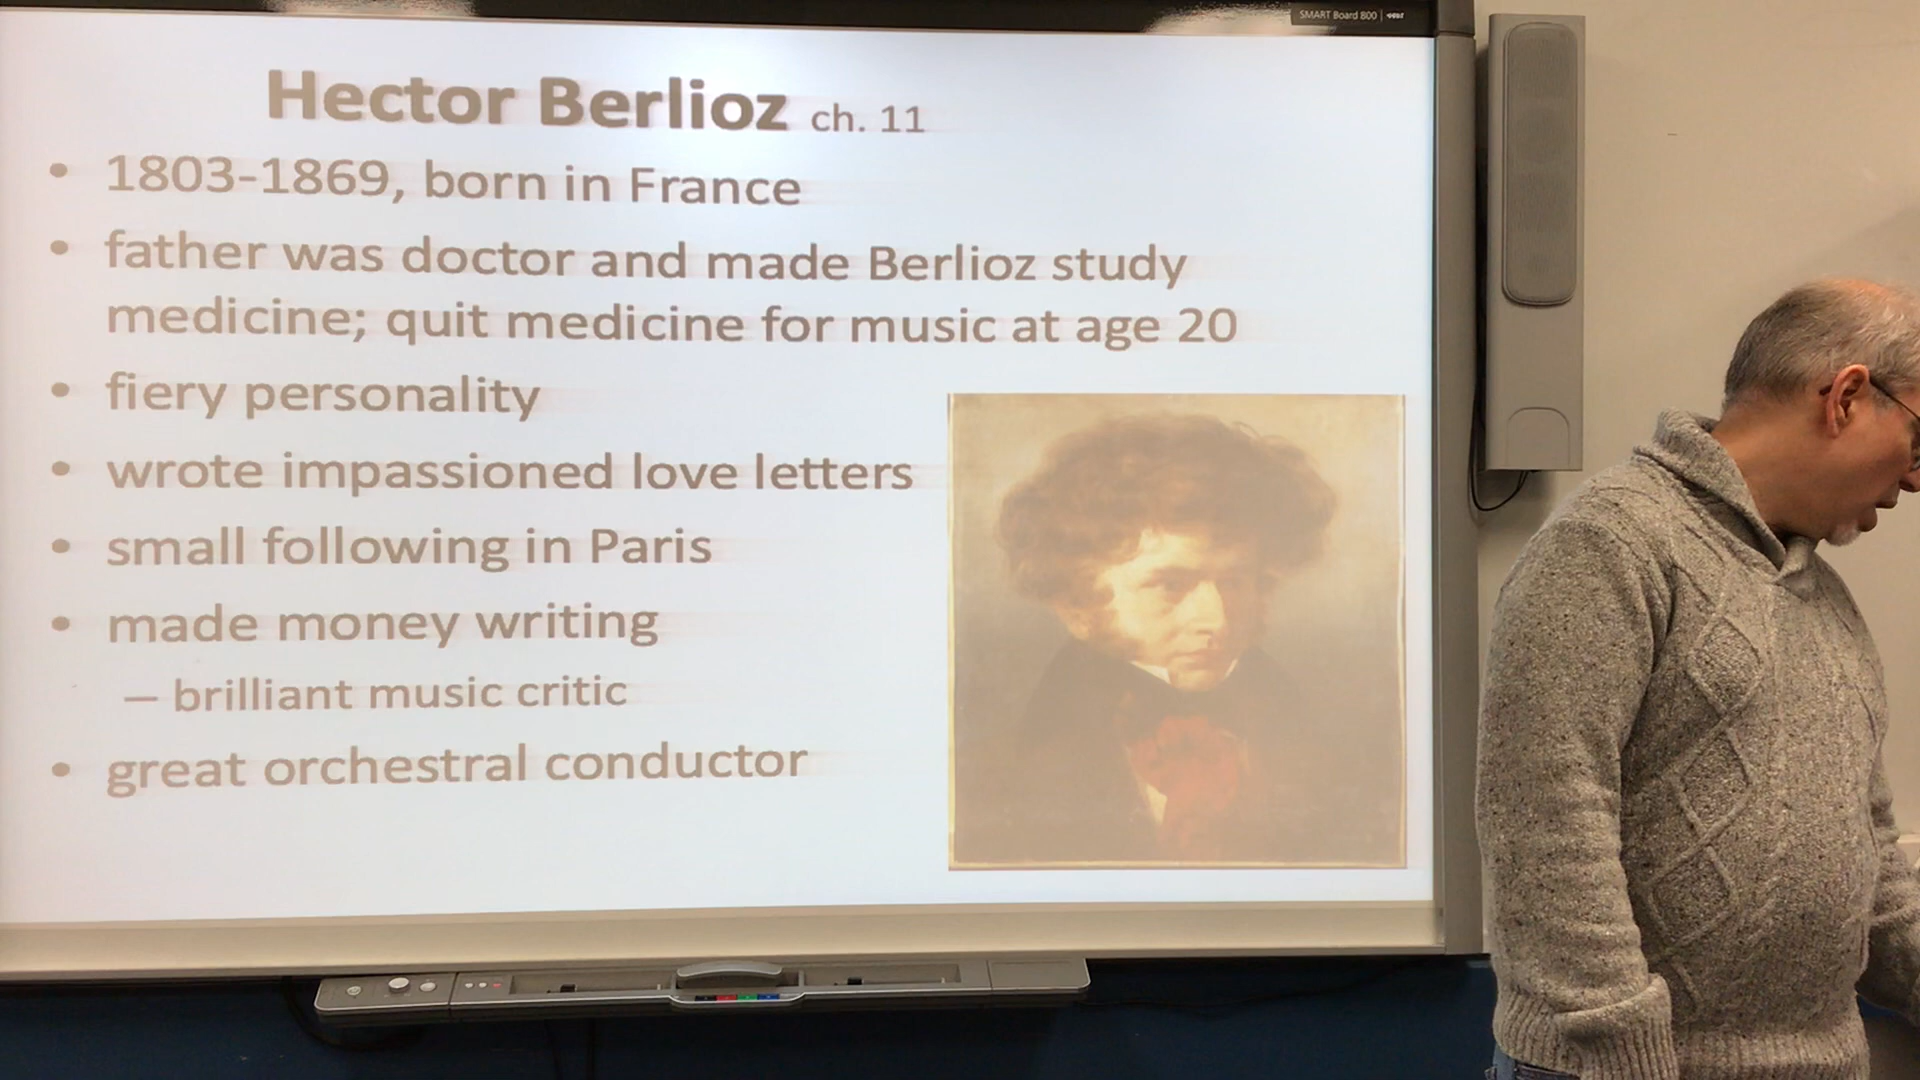 SMART Board 800
Hector Berlioz ch. 11
• 1803-1869, born in France
• father was doctor and made Berlioz study
medicine; quit medicine for music at age 20
• fiery personality
• wrote impassioned love letters
• small following in Paris
• made money writing
– brilliant music critic
• great orchestral conductor